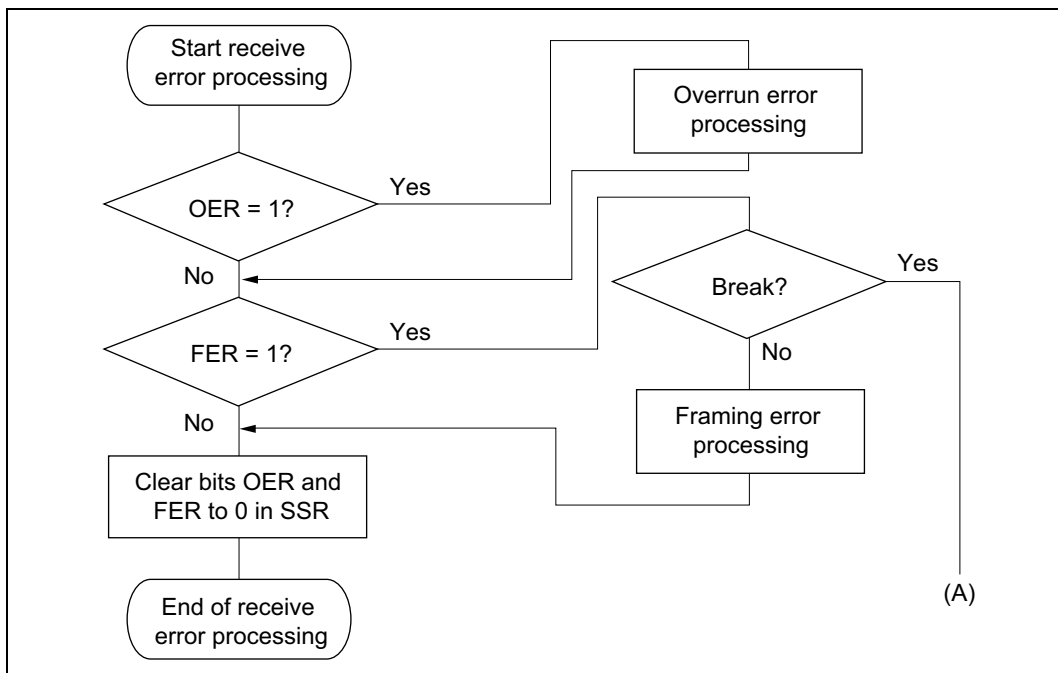 Start receive
error processing
OER = 1?
Yes
No
Overrun error
processing
FER = 1?
Yes
No
Break?
Yes
No
Framing error
processing
Clear bits OER and
FER to 0 in SSR
End of receive
error processing
(A)